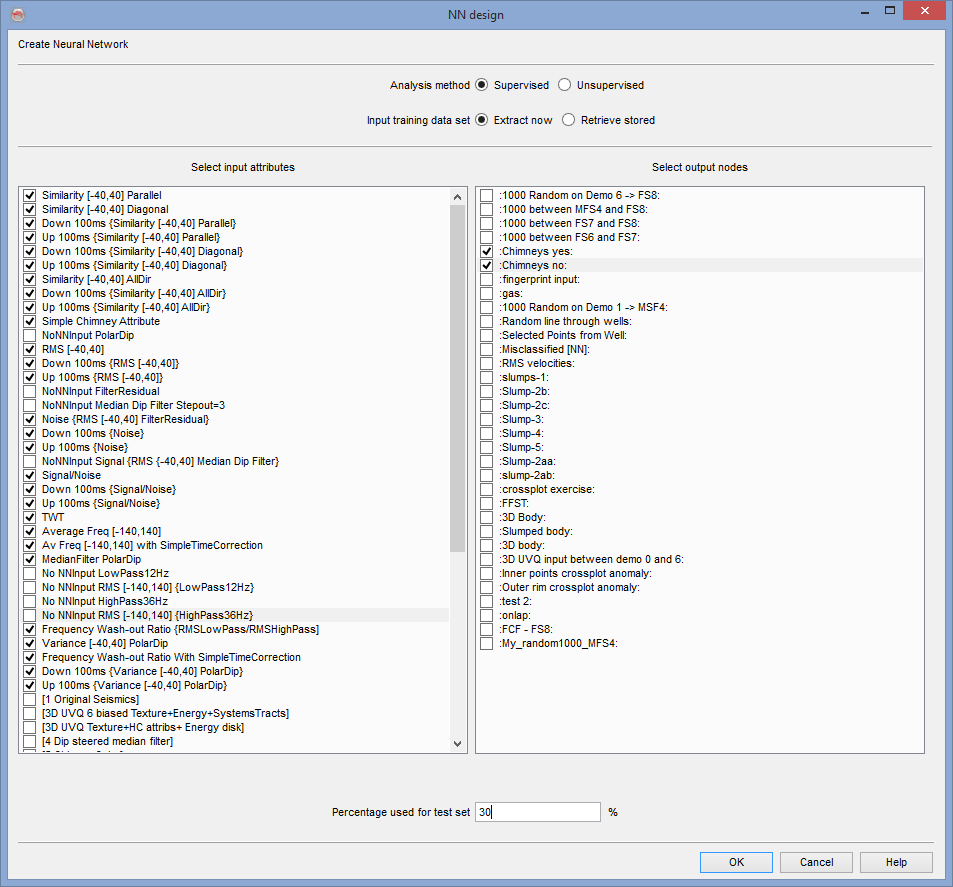 NN design
Create Neural Network
Analysis method Supervised Unsupervised
Input training data set Extract now Retrieve stored
Select input attributes
Similarity [-40,40] Parallel
Similarity [-40,40] Diagonal
Down 100ms {Similarity [-40,40] Parallel}
Up 100ms {Similarity [-40,40] Parallel}
Down 100ms {Similarity [-40,40] Diagonal}
Up 100ms {Similarity [-40,40] Diagonal}
Similarity [-40,40] AllDir
Down 100ms {Similarity [-40,40] AllDir}
Up 100ms {Similarity [-40,40] AllDir}
Simple Chimney Attribute
NoNNInput PolarDip
RMS [-40,40]
Down 100ms {RMS [-40,40]}
Up 100ms {RMS [-40,40]}
NoNNInput FilterResidual
NoNNInput Median Dip Filter Stepout=3
Noise {RMS [-40,40] FilterResidual}
Down 100ms {Noise}
Up 100ms {Noise}
NoNNInput Signal {RMS {-40,40] Median Dip Filter}
Signal/Noise
Down 100ms {Signal/Noise}
Up 100ms {Signal/Noise}
TWT
Average Freq [-140,140]
Av Freq [-140,140] with SimpleTimeCorrection
MedianFilter PolarDip
No NNInput LowPass12Hz
No NNInput RMS [-140,140] {LowPass12Hz}
No NNInput HighPass36Hz
No NNInput RMS [-140,140] {HighPass36Hz}
Frequency Wash-out Ratio {RMSLowPass/RMSHighPass]
Variance [-40,40] PolarDip
Frequency Wash-out Ratio With SimpleTimeCorrection
Down 100ms {Variance [-40,40] PolarDip}
Up 100ms {Variance [-40,40] PolarDip}
[1 Original Seismics]
[3D UVQ 6 biased Texture+Energy+SystemsTracts]
[3D UVQ Texture+HC attribs+ Energy disk]
[4 Dip steered median filter]
Select output nodes
:1000 Random on Demo 6 -> FS8:
:1000 between MFS4 and FS8:
:1000 between FS7 and FS8:
:1000 between FS6 and FS7:
:Chimneys yes:
:Chimneys no:
:fingerprint input:
:gas:
:1000 Random on Demo 1 -> MSF4:
:Random line through wells:
:Selected Points from Well:
:Misclassified [NN]:
:RMS velocities:
:slumps-1:
:Slump-2b:
:Slump-2c:
:Slump-3:
:Slump-4:
:Slump-5:
:Slump-2aa:
:slump-2ab:
:crossplot exercise:
:FFST:
:3D Body:
:Slumped body:
:3D body:
:3D UVQ input between demo 0 and 6:
:Inner points crossplot anomaly:
:Outer rim crossplot anomaly:
:test 2:
:onlap:
:FCF - FS8:
:My_random1000_MFS4:
Percentage used for test set 30 %
OK Cancel Help